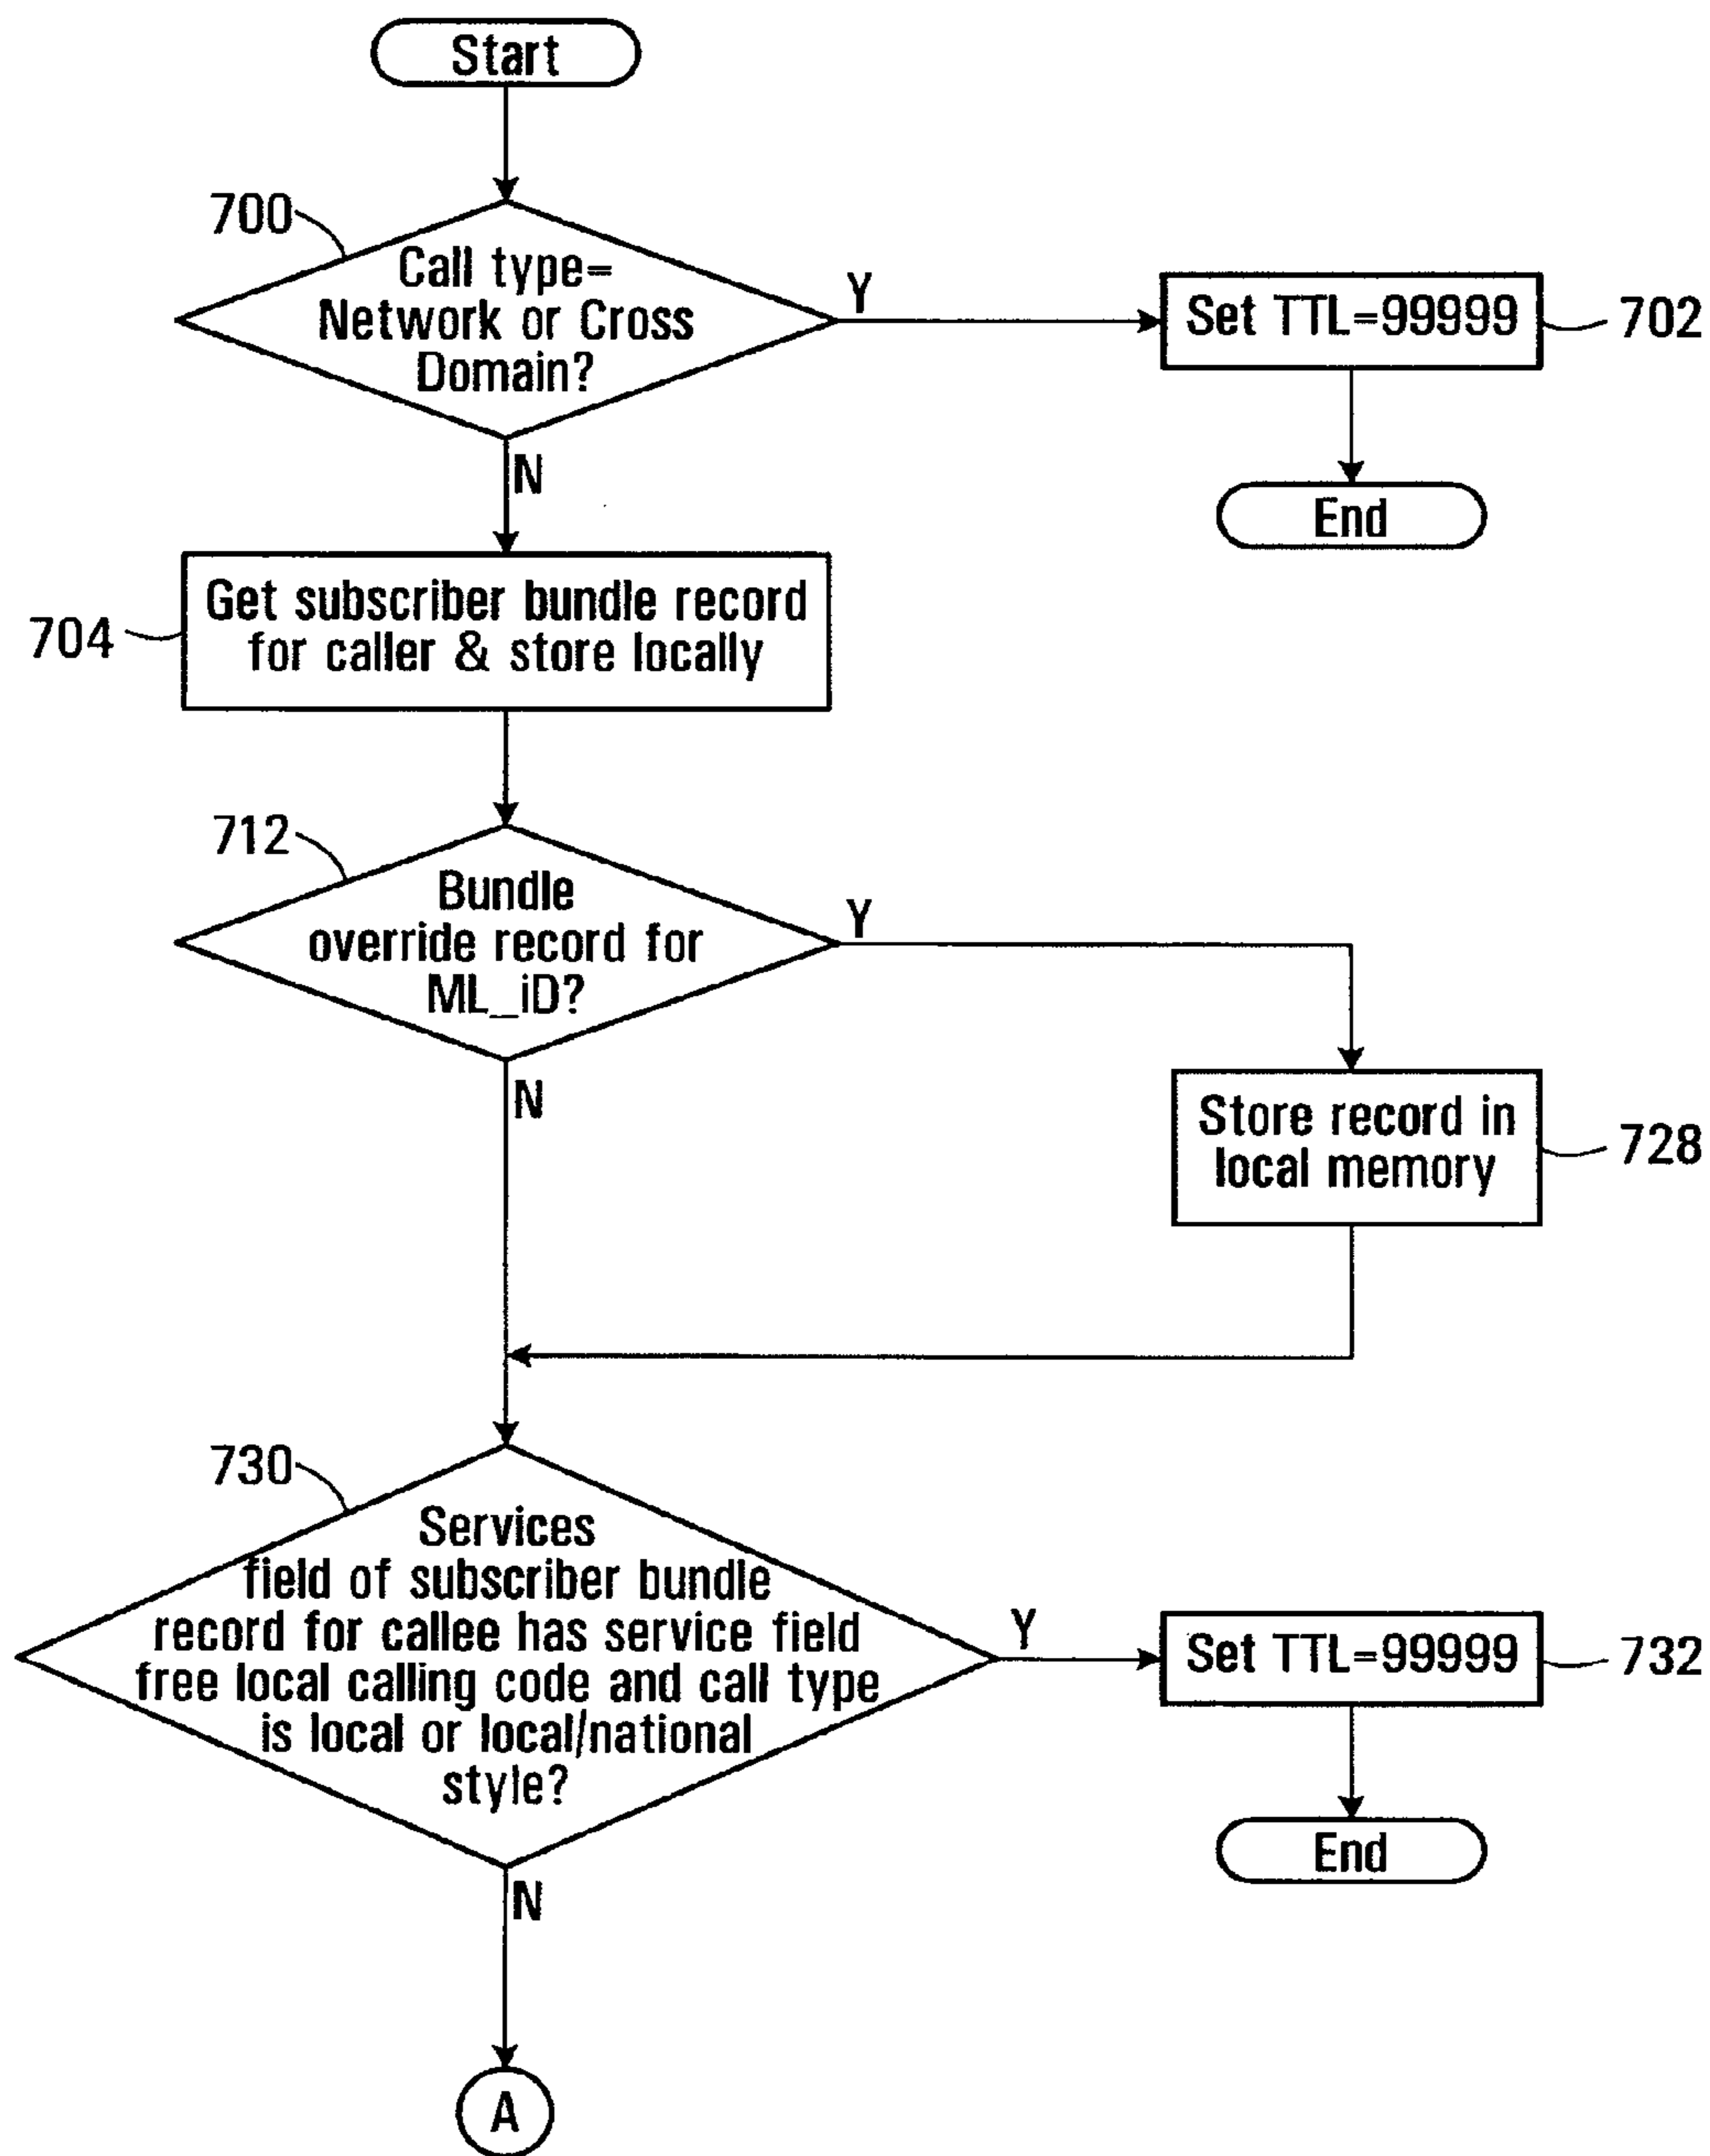 Start
700
Call type=
Network or Cross
Domain?
Y
Set TTL=99999
702
End
N
Get subscriber bundle record
for caller & store locally
704
712
Bundle
override record for
ML_iD?
Y
N
Store record in
local memory
728
730
Services
field of subscriber bundle
record for callee has service field
free local calling code and call type
is local or local/national
style?
Y
Set TTL=99999
732
End
N
A